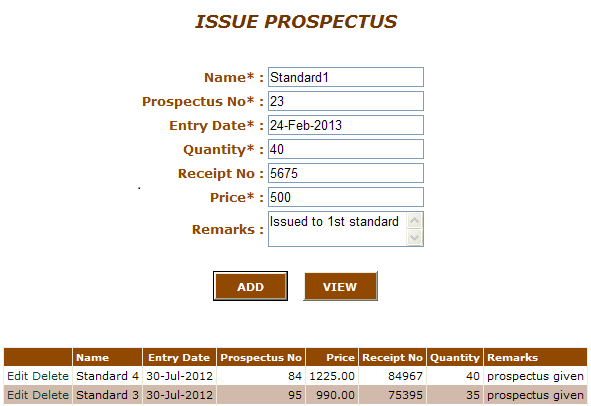 ISSUE PROSPECTUS
Name* : Standard1
Prospectus No* : 23
Entry Date* : 24-Feb-2013
Quantity* : 40
Receipt No : 5675
Price* : 500
Remarks : Issued to 1st standard
ADD VIEW
Name Entry Date Prospectus No Price Receipt No Quantity Remarks
Edit Delete Standard 4 30-Jul-2012 84 1225.00 84967 40 prospectus given
Edit Delete Standard 3 30-Jul-2012 95 990.00 75395 35 prospectus given